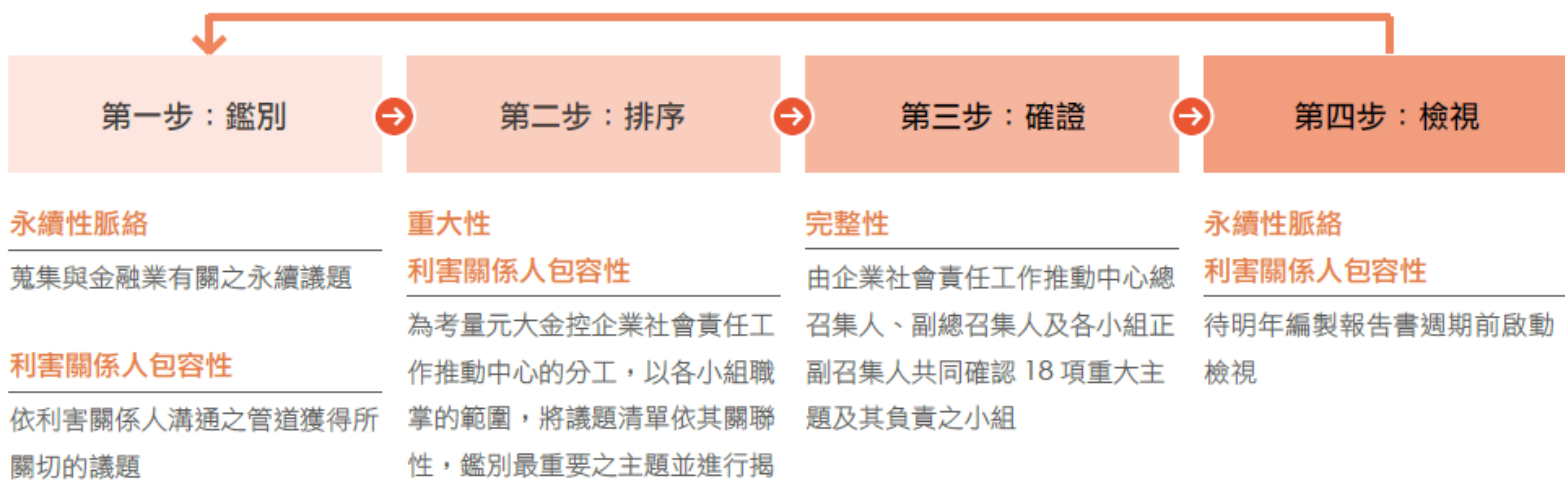 第一步：鑑別
第二步：排序
第三步：確證
第四步：檢視
永續性脈絡
蒐集與金融業有關之永續議題
利害關係人包容性
依利害關係人溝通之管道獲得所
關切的議題
重大性
利害關係人包容性
為考量元大金控企業社會責任工
作推動中心的分工，以各小組職
掌的範圍，將議題清單依其關聯
性，鑑別最重要之主題並進行揭
完整性
由企業社會責任工作推動中心總
召集人、副總召集人及各小組正
副召集人共同確認 18 項重大主
題及其負責之小組
永續性脈絡
利害關係人包容性
待明年編製報告書週期前啟動
檢視